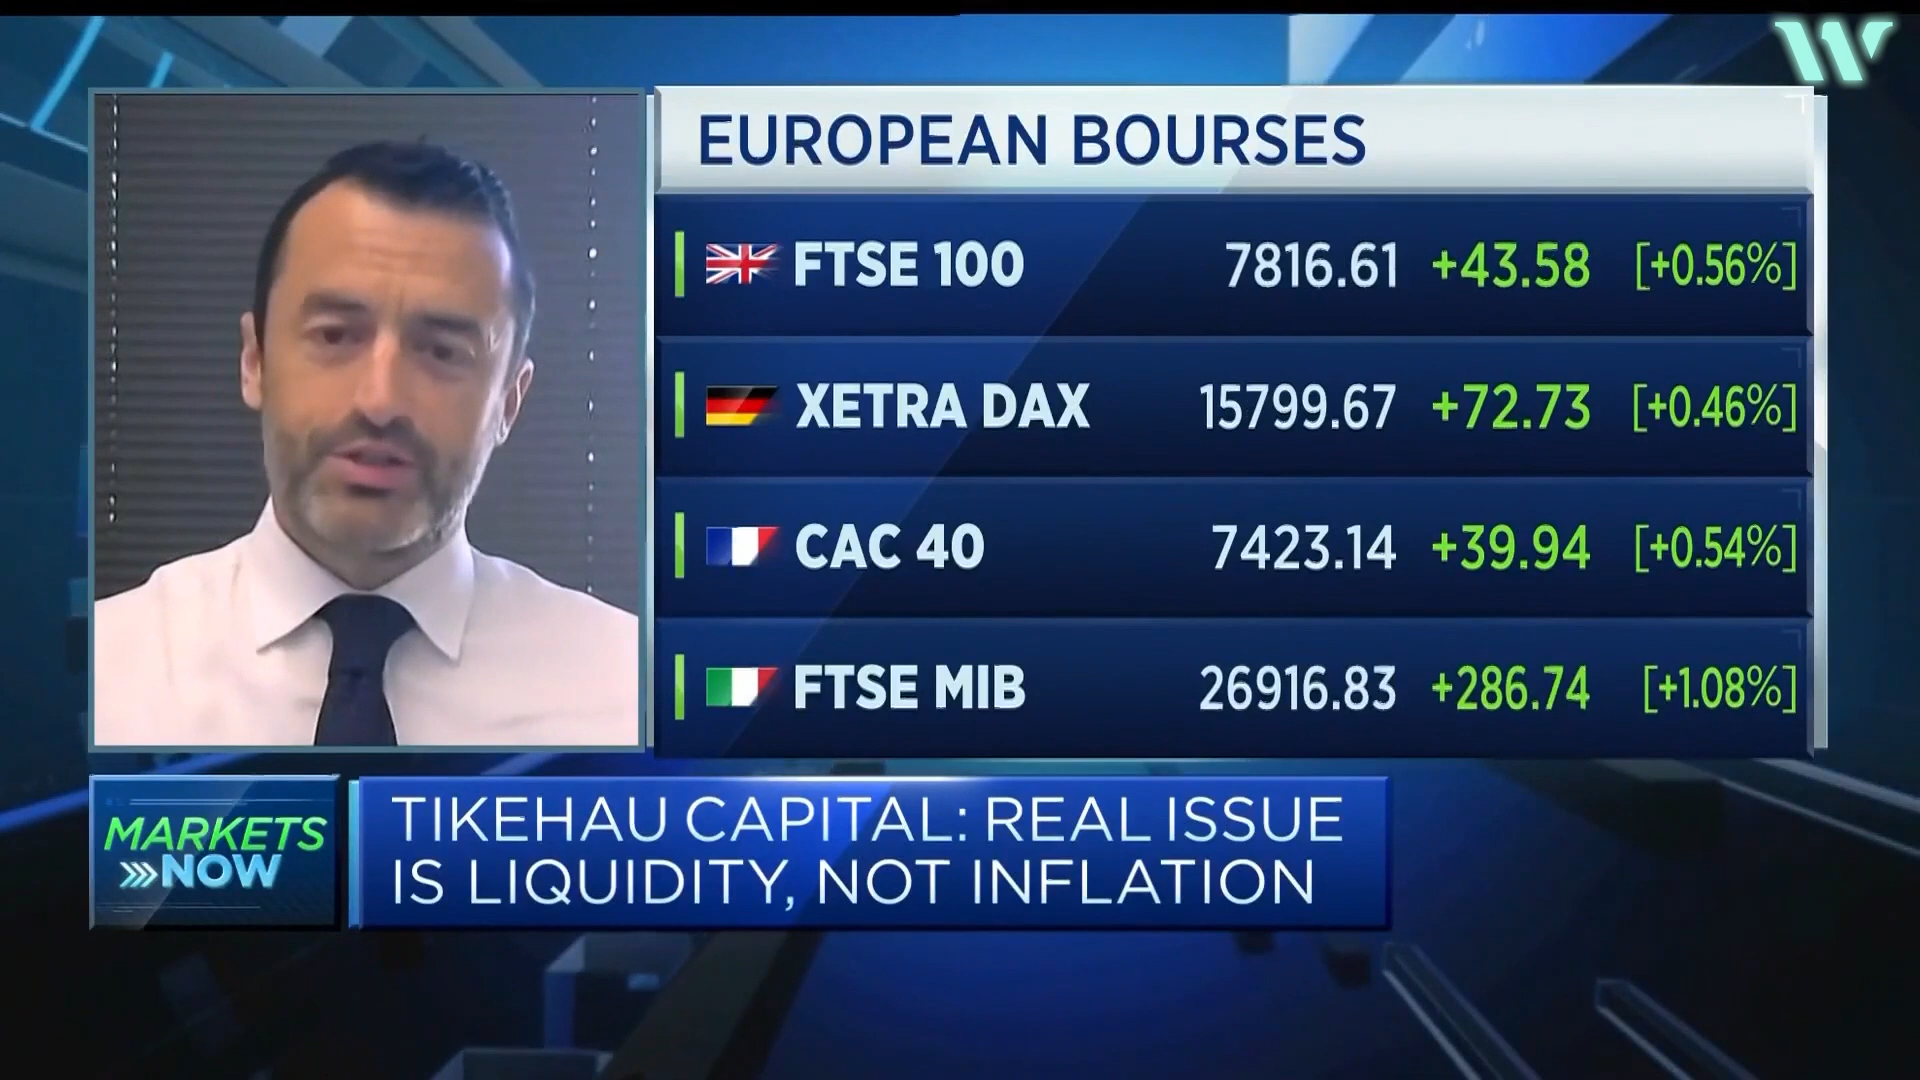 W
EUROPEAN BOURSES
FTSE 100 7816.61 +43.58 [+0.56%]
XETRA DAX 15799.67 +72.73 [+0.46%]
CAC 40 7423.14 +39.94 [+0.54%]
FTSE MIB 26916.83 +286.74 [+1.08%]
MARKETS
NOW
TIKEHAU CAPITAL: REAL ISSUE
IS LIQUIDITY, NOT INFLATION